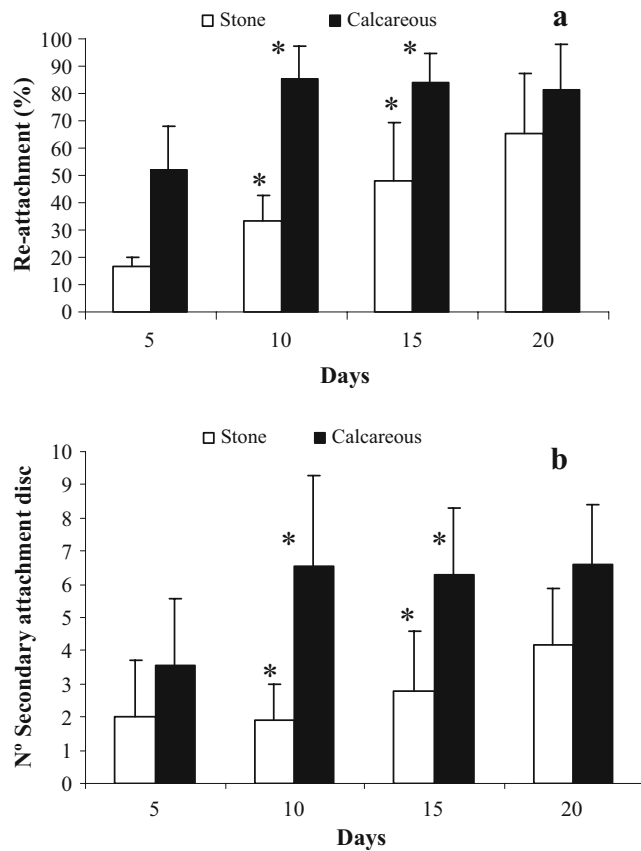 Stone Calcareous
a
100
90
80
70
60
50
40
30
20
10
0
Re-attachment (%)
* * * *
5 10 15 20
Days
Stone Calcareous
b
10
9
8
7
6
5
4
3
2
1
0
Nº Secondary attachment disc
* * * *
5 10 15 20
Days